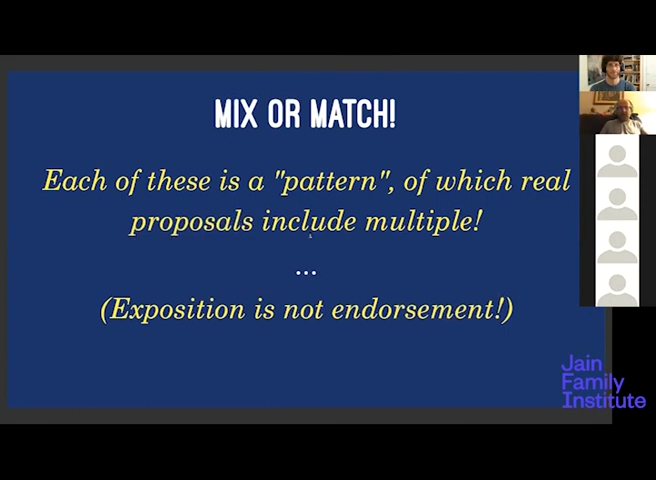 MIX OR MATCH!
Each of these is a "pattern", of which real
proposals include multiple!
...
(Exposition is not endorsement!)
Jain
Family
Institute